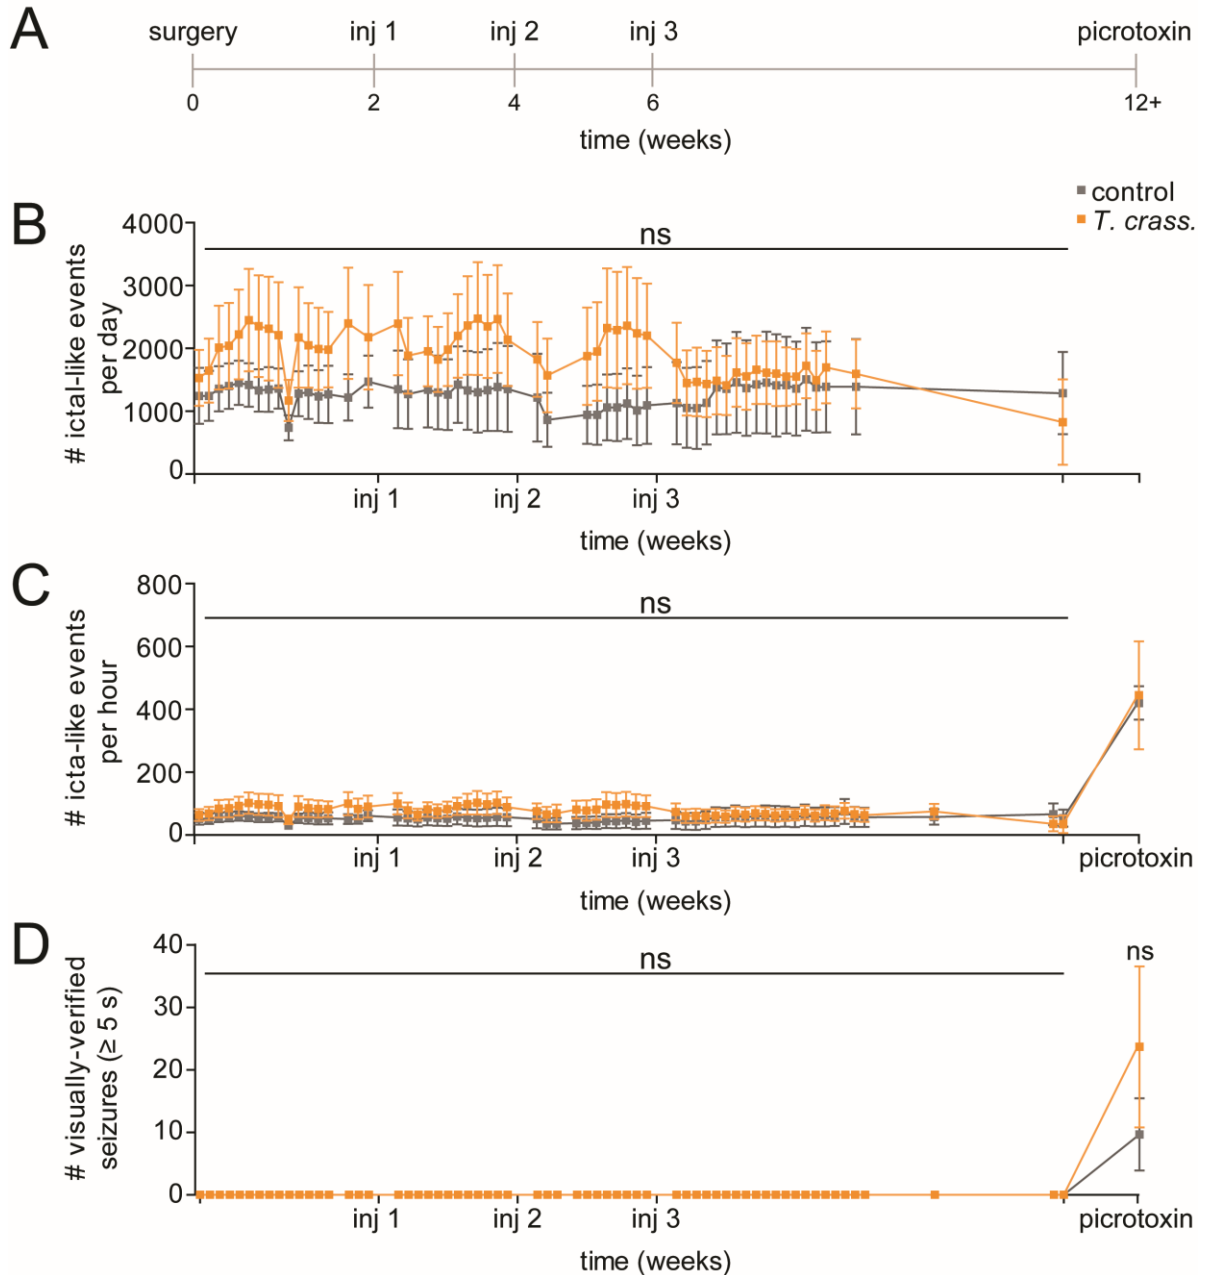 A
surgery inj 1 inj 2 inj 3 picrotoxin
0 2 4 6 12+
time (weeks)
control
T. crass.
B
# ictal-like events
per day
4000
3000
2000
1000
0
ns
inj 1 inj 2 inj 3
time (weeks)
C
# icta-like events
per hour
800
600
400
200
0
ns
inj 1 inj 2 inj 3 picrotoxin
time (weeks)
D
# visually-verified
seizures (≥ 5 s)
40
30
20
10
0
ns
ns
inj 1 inj 2 inj 3 picrotoxin
time (weeks)